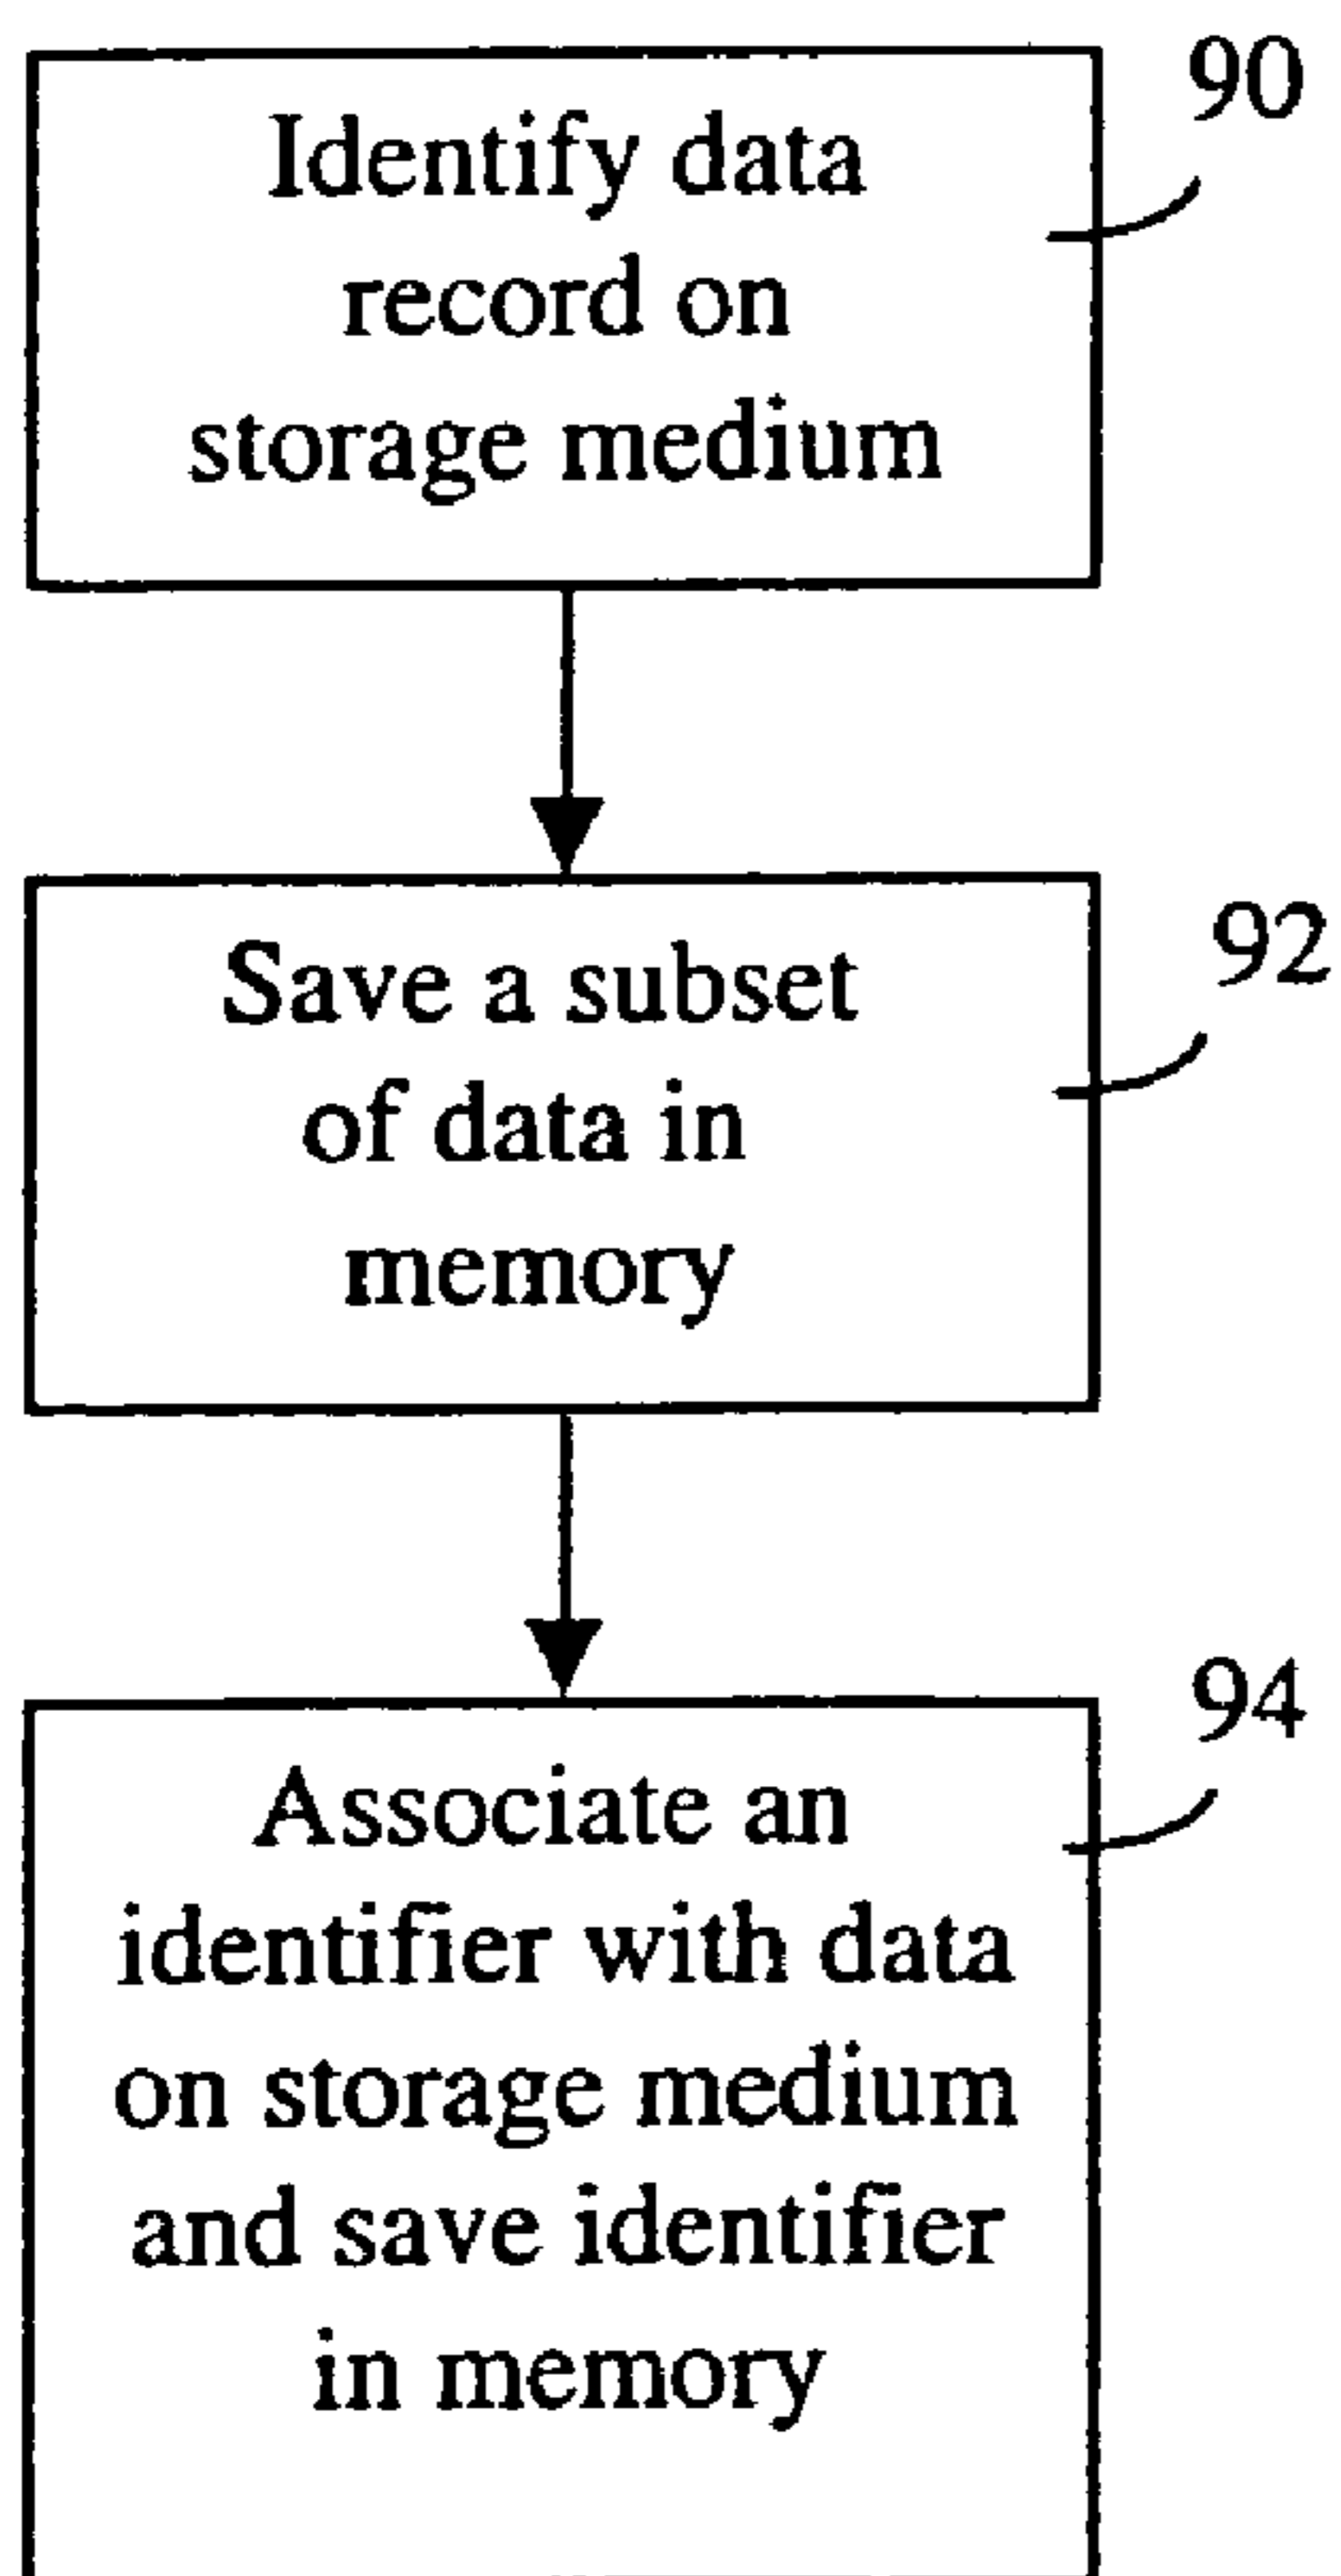 90
Identify data
record on
storage medium
92
Save a subset
of data in
memory
94
Associate an
identifier with data
on storage medium
and save identifier
in memory